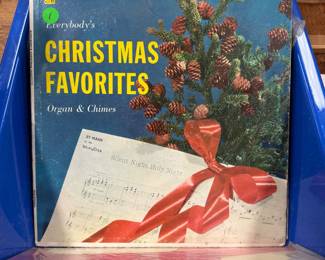 Everybody's
CHRISTMAS
FAVORITES
Organ & Chimes
Silent Night Holy Night